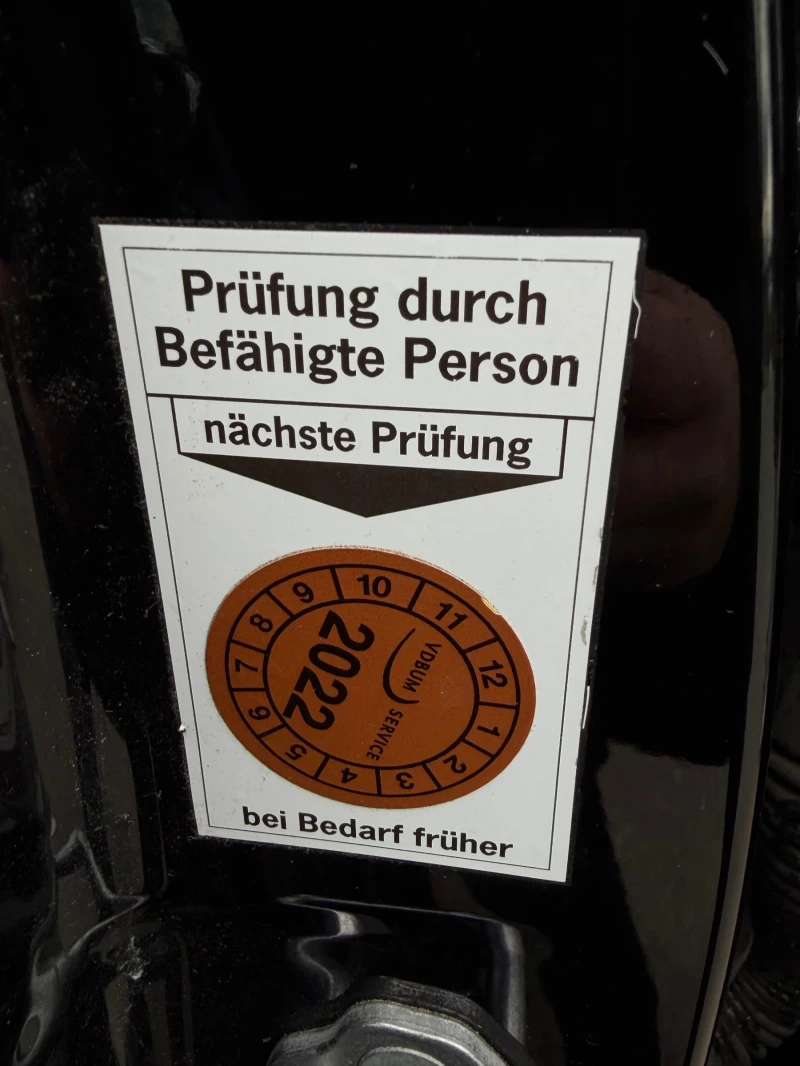 Prüfung durch
Befähigte Person
nächste Prüfung
1 2 3 4 5 6 7 8 9 10 11 12
2022
VDBUM SERVICE
bei Bedarf früher